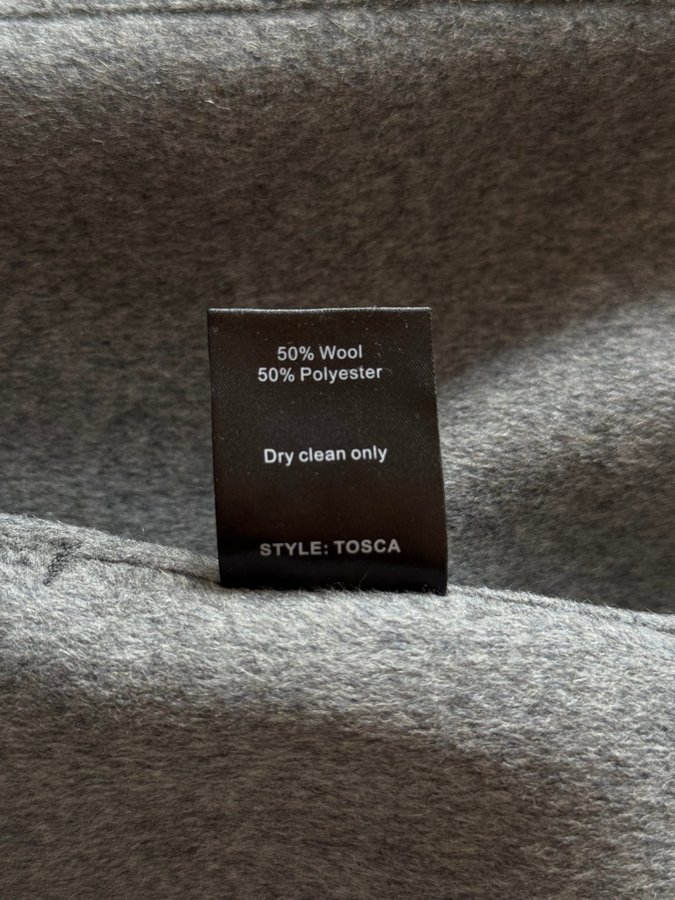 50% Wool
50% Polyester
Dry clean only
STYLE: TOSCA